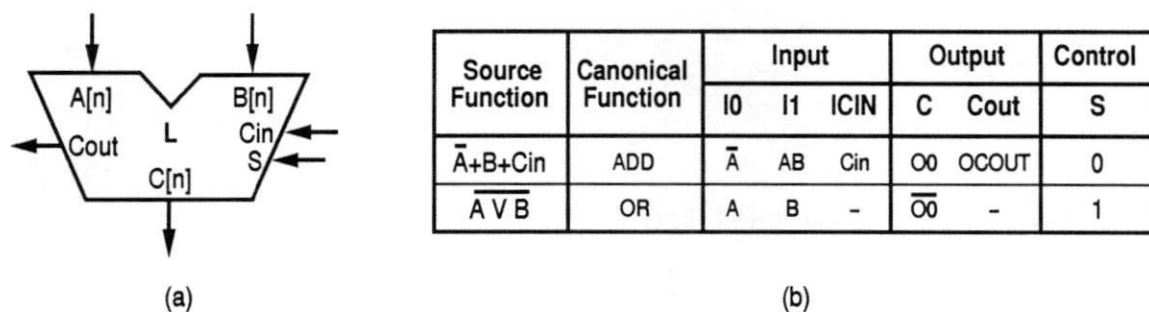 A[n] B[n]
L
Cout Cin
S
C[n]
(a)
Source Function Canonical Function Input Output Control
I0 I1 ICIN C Cout S
A̅+B+Cin ADD A̅ AB Cin O0 OCOUT 0
A̅ ̅V̅ ̅B̅ OR A B – O̅0̅ – 1
(b)